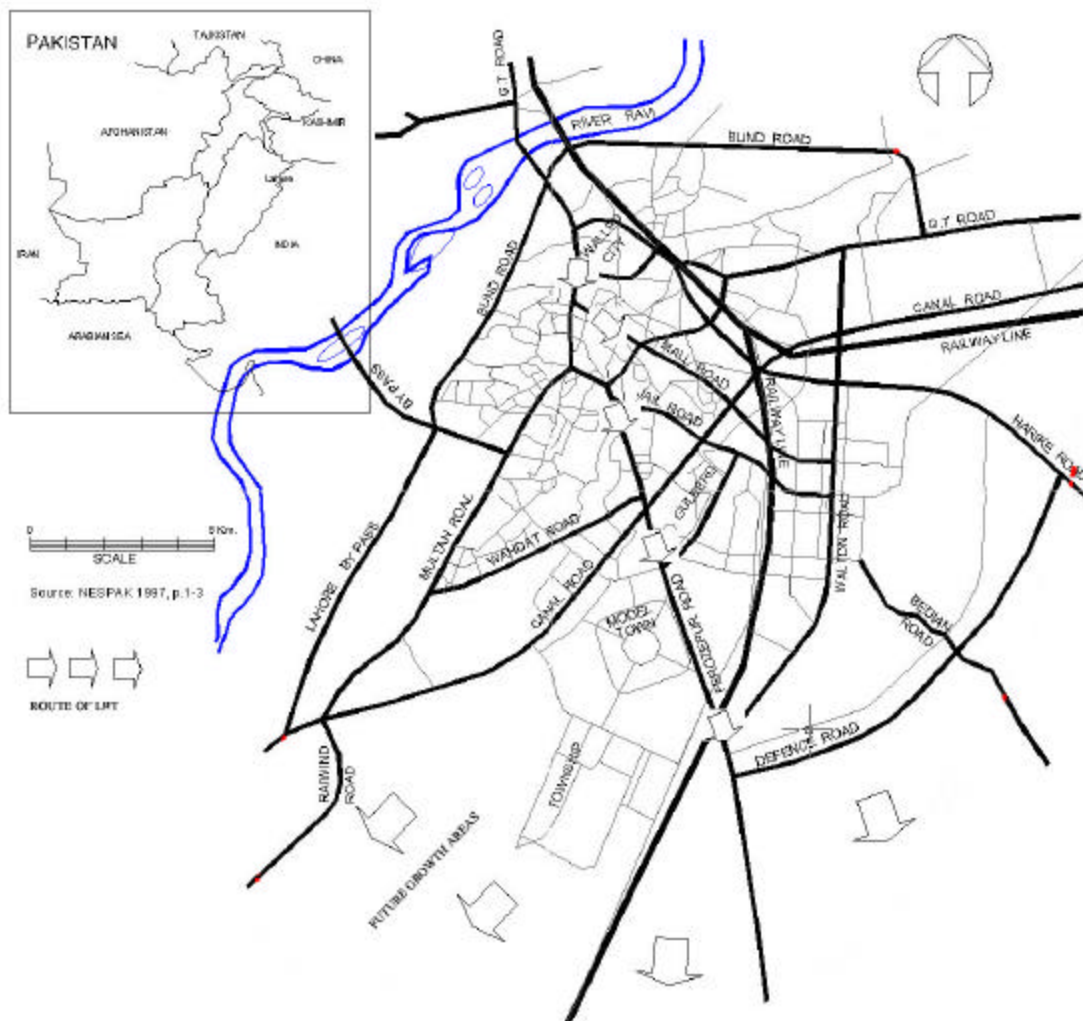 PAKISTAN
TAJIKISTAN
CHINA
AFGHANISTAN
KASHMIR
Lahore
IRAN
INDIA
ARABIAN SEA
G.T. ROAD
RIVER RAVI
BUND ROAD
WALLED
CITY
G.T ROAD
BUND ROAD
CANAL ROAD
RAILWAY LINE
MALL ROAD
BY PASS
JAIL ROAD
RAILWAY LINE
HARIKE ROAD
GULBERG
0 6 Km.
SCALE
Source: NESPAK 1997, p.1-3
LAHORE BY PASS
MULTAN ROAD
WAHDAT ROAD
CANAL ROAD
WALTON ROAD
BEDIAN
ROAD
MODEL
TOWN
FEROZEPUR ROAD
ROUTE OF LRT
RAIWIND
ROAD
TOWNSHIP
DEFENCE ROAD
FUTURE GROWTH AREAS